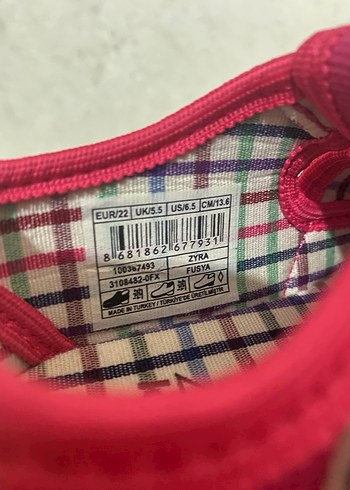 EUR/22 UK/5.5 US/6.5 CM/13.6
8 681862 677931
100367493 ZYRA
3108482-0FX FUSYA
MADE IN TURKEY / TÜRKİYE'DE ÜRETİLMİŞTİR